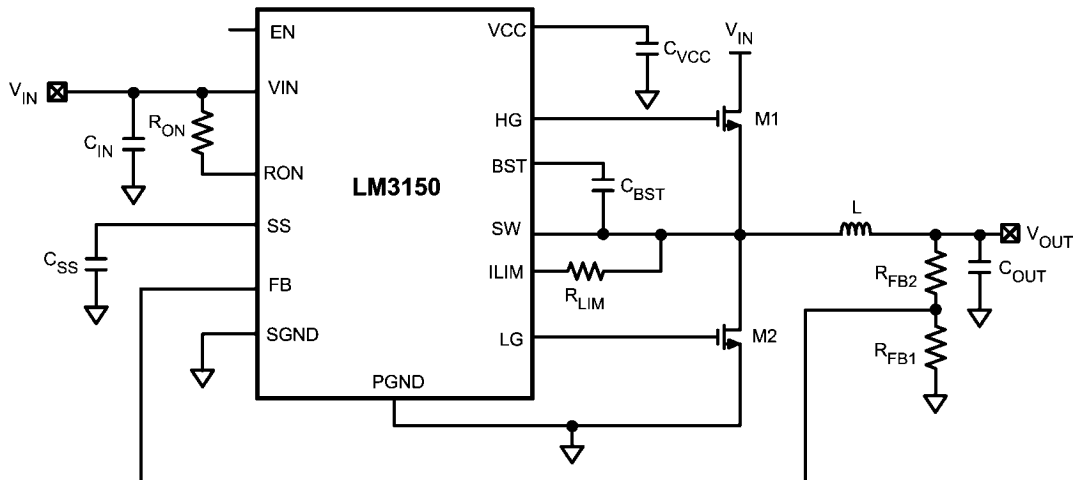 EN
VCC
V_IN
C_VCC
V_IN
VIN
R_ON
C_IN
HG
M1
BST
C_BST
RON
LM3150
SS
SW
L
V_OUT
C_SS
ILIM
R_LIM
R_FB2
C_OUT
FB
SGND
LG
M2
R_FB1
PGND